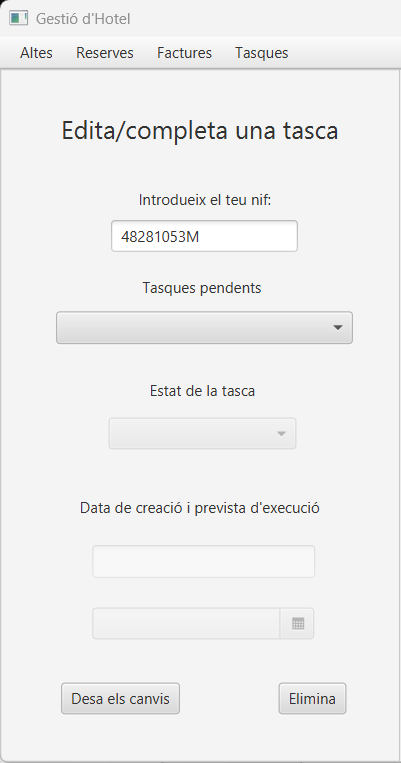 Gestió d'Hotel
Altes Reserves Factures Tasques
Edita/completa una tasca
Introdueix el teu nif:
48281053M
Tasques pendents
Estat de la tasca
Data de creació i prevista d'execució
Desa els canvis Elimina